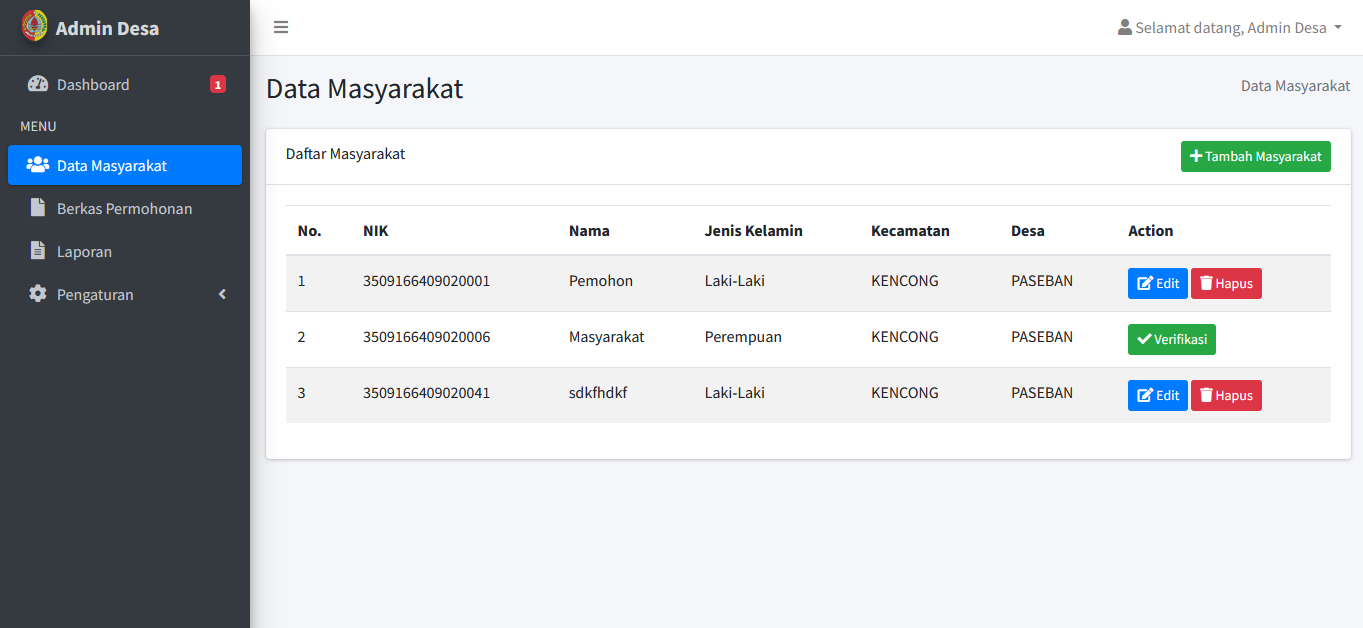 Admin Desa
Selamat datang, Admin Desa
Dashboard 1
MENU
Data Masyarakat
Berkas Permohonan
Laporan
Pengaturan
Data Masyarakat
Data Masyarakat
Daftar Masyarakat
Tambah Masyarakat
No. NIK Nama Jenis Kelamin Kecamatan Desa Action
1 3509166409020001 Pemohon Laki-Laki KENCONG PASEBAN Edit Hapus
2 3509166409020006 Masyarakat Perempuan KENCONG PASEBAN Verifikasi
3 3509166409020041 sdkfhdkf Laki-Laki KENCONG PASEBAN Edit Hapus